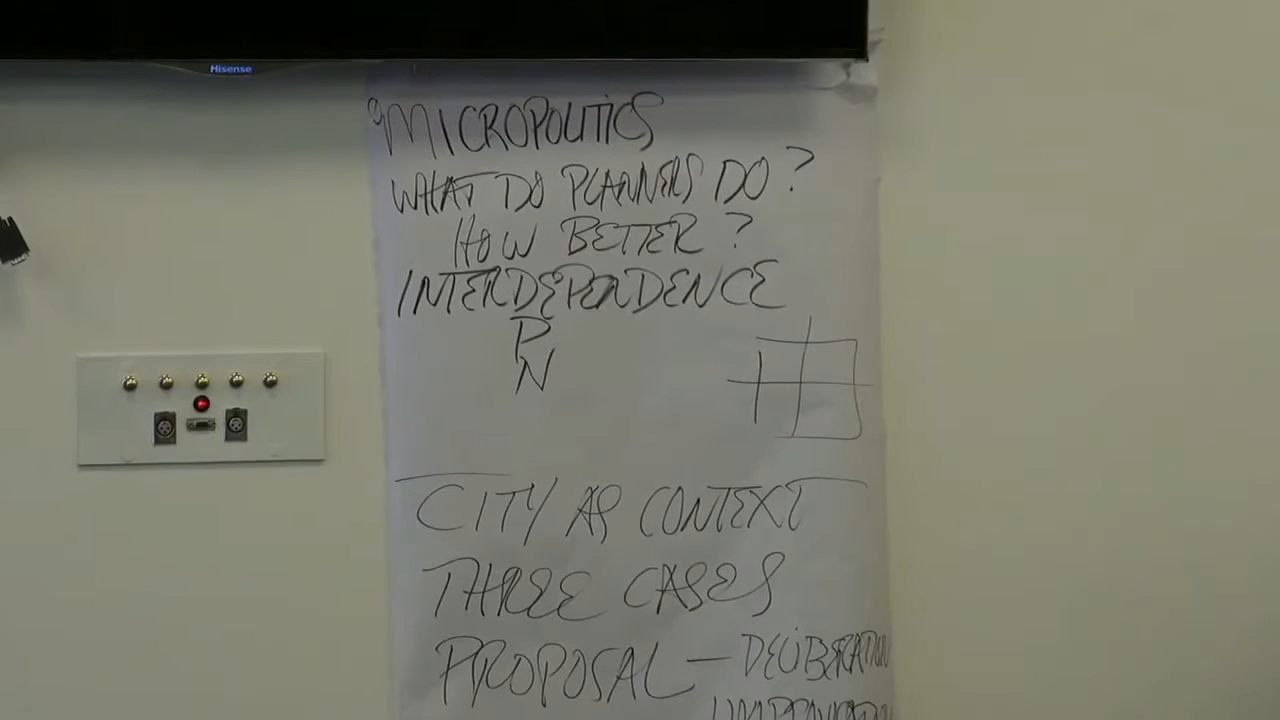 Hisense
MICROPOLITICS
WHAT DO PLANNERS DO?
HOW BETTER?
INTERDEPENDENCE
P
N
CITY AS CONTEXT
THREE CASES
PROPOSAL — DELIBERATION